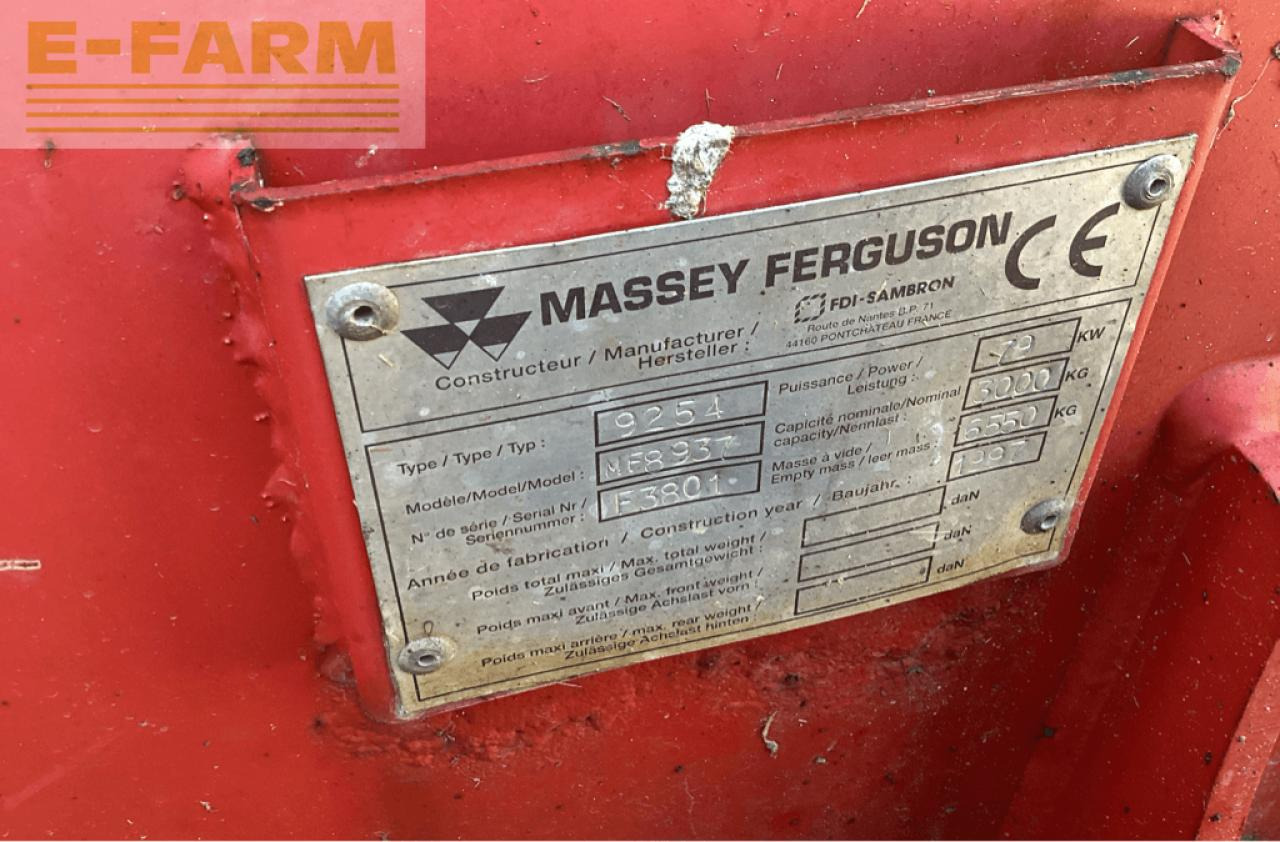 E-FARM
MASSEY FERGUSON CE
Constructeur / Manufacturer /
Hersteller :
FDI-SAMBRON
Route de Nantes B.P. 71
44160 PONTCHATEAU FRANCE
Type / Type / Typ : 9254
Modèle/Model/Model : MF8937
N° de série / Serial Nr /
Seriennummer : F3801
Puissance / Power /
Leistung : 79 KW
Capicité nominale/Nominal
capacity/Nennlast : 3000 KG
Masse à vide /
Empty mass / leer mass : 6550 KG
Année de fabrication / Construction year / Baujahr : 1997
Poids total maxi / Max. total weight /
Zulässiges Gesamtgewicht : daN
Poids maxi avant / Max. front weight /
Zulässige Achslast vorn : daN
Poids maxi arrière / max. rear weight /
Zulässige Achslast hinten : daN